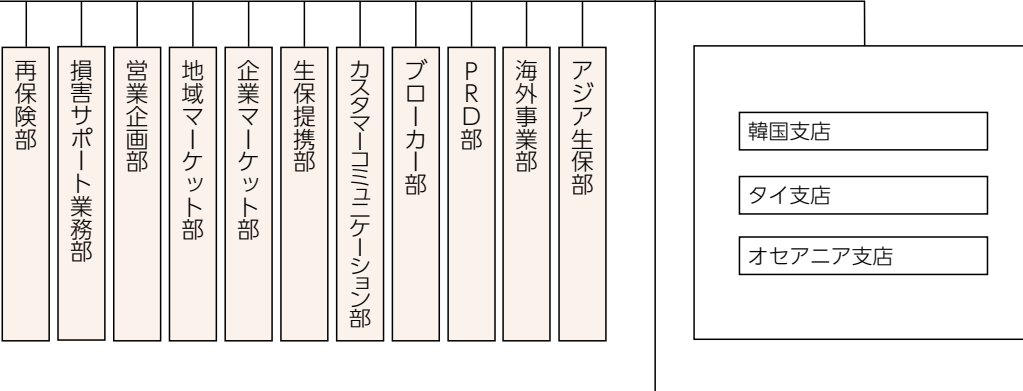 再保険部
損害サポート業務部
営業企画部
地域マーケット部
企業マーケット部
生保提携部
カスタマーコミュニケーション部
ブローカー部
PRD部
海外事業部
アジア生保部
韓国支店
タイ支店
オセアニア支店